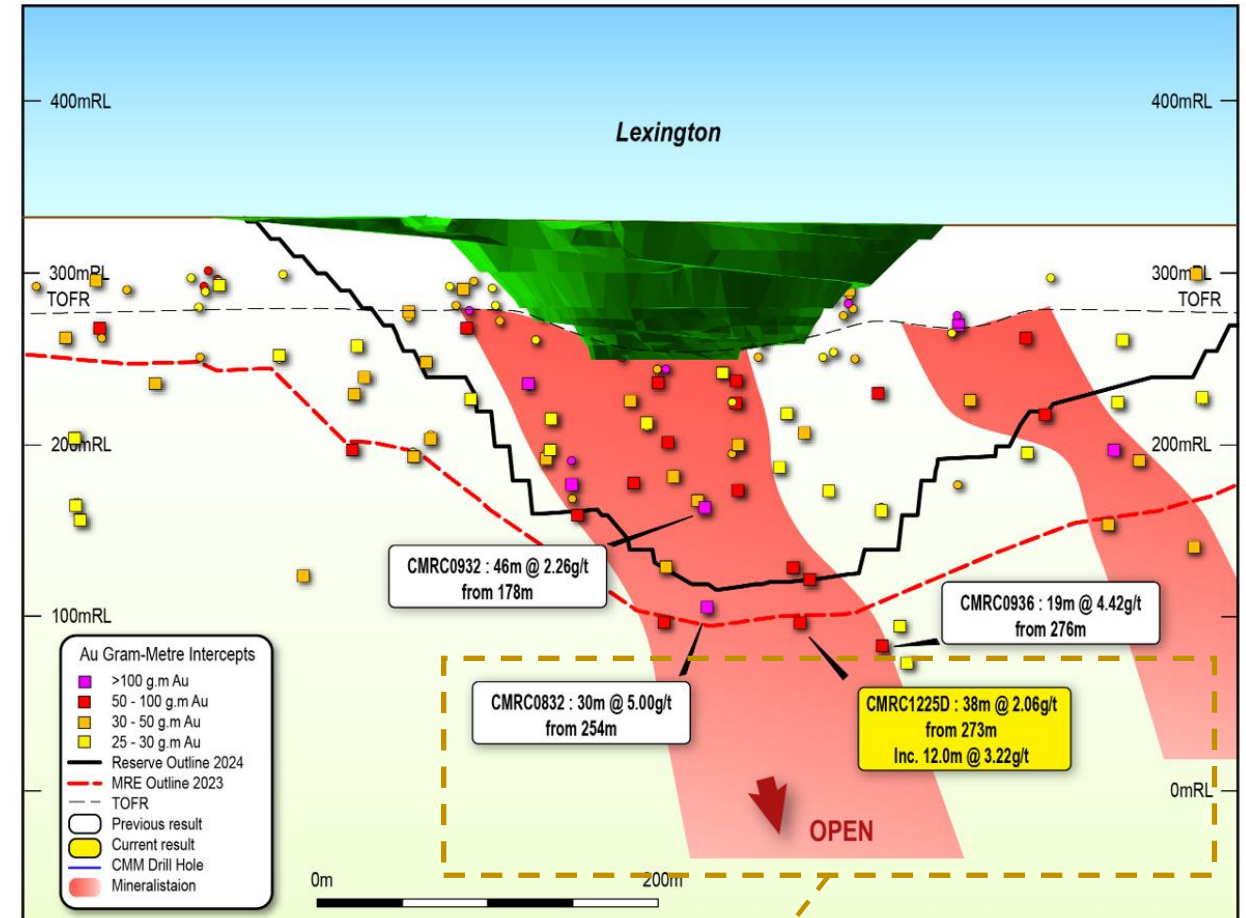 400mRL
400mRL
Lexington
300mRL
300mRL
TOFR
TOFR
200mRL
200mRL
CMRC0932 : 46m @ 2.26g/t
from 178m
100mRL
CMRC0936 : 19m @ 4.42g/t
from 276m
Au Gram-Metre Intercepts
>100 g.m Au
50 - 100 g.m Au
30 - 50 g.m Au
25 - 30 g.m Au
Reserve Outline 2024
MRE Outline 2023
TOFR
Previous result
Current result
CMM Drill Hole
Mineralistaion
CMRC0832 : 30m @ 5.00g/t
from 254m
CMRC1225D : 38m @ 2.06g/t
from 273m
Inc. 12.0m @ 3.22g/t
0mRL
OPEN
0m
200m